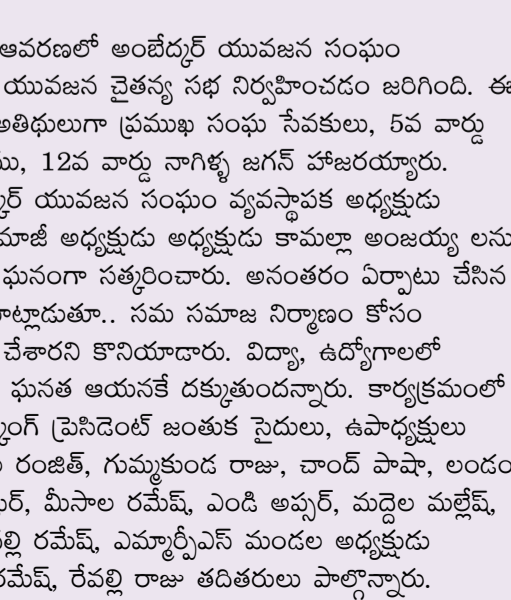 ఆవరణలో అంబేద్కర్ యువజన సంఘం
యువజన చైతన్య సభ నిర్వహించడం జరిగింది. ఈ
అతిథులుగా ప్రముఖ సంఘ సేవకులు, 5వ వార్డు
12వ వార్డు నాగిళ్ళ జగన్ హాజరయ్యారు.
యువజన సంఘం వ్యవస్థాపక అధ్యక్షుడు
మాజీ అధ్యక్షుడు అధ్యక్షుడు కామల్లా అంజయ్య లను
ఘనంగా సత్కరించారు. అనంతరం ఏర్పాటు చేసిన
మాట్లాడుతూ.. సమ సమాజ నిర్మాణం కోసం
చేశారని కొనియాడారు. విద్యా, ఉద్యోగాలలో
ఘనత ఆయనకే దక్కుతుందన్నారు. కార్యక్రమంలో
ప్రెసిడెంట్ జంతుక సైదులు, ఉపాధ్యక్షులు
రంజిత్, గుమ్మకుండ రాజు, చాంద్ పాషా, లండం
మీసాల రమేష్, ఎండి అప్సర్, మద్దెల మల్లేష్,
రమేష్, ఎమ్మార్పీఎస్ మండల అధ్యక్షుడు
రమేష్, రేవల్లి రాజు తదితరులు పాల్గొన్నారు.